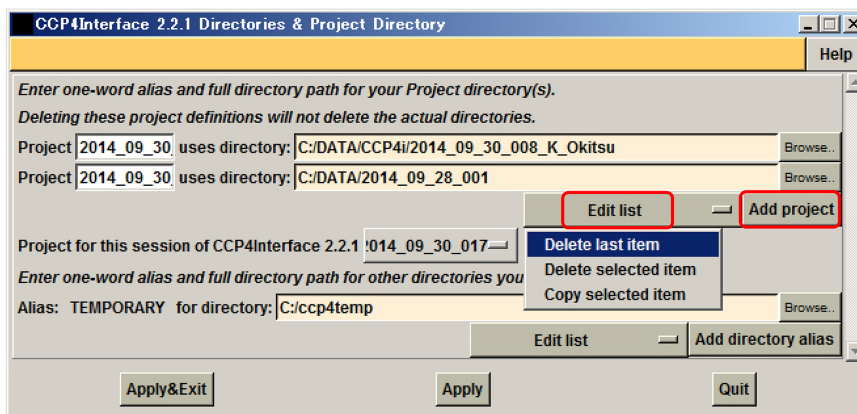 CCP4Interface 2.2.1 Directories & Project Directory
Help
Enter one-word alias and full directory path for your Project directory(s).
Deleting these project definitions will not delete the actual directories.
Project 2014_09_30 uses directory: C:/DATA/CCP4i/2014_09_30_008_K_Okitsu Browse..
Project 2014_09_30 uses directory: C:/DATA/2014_09_28_001 Browse..
Edit list Add project
Project for this session of CCP4Interface 2.2.1 2014_09_30_017
Delete last item
Delete selected item
Copy selected item
Enter one-word alias and full directory path for other directories you
Alias: TEMPORARY for directory: C:/ccp4temp Browse..
Edit list Add directory alias
Apply&Exit Apply Quit